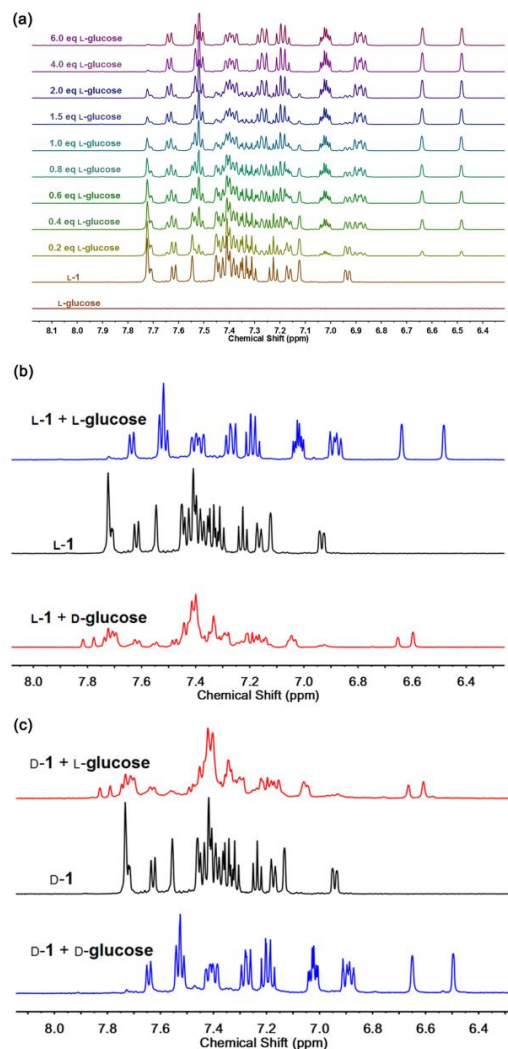 (a)
6.0 eq L-glucose
4.0 eq L-glucose
2.0 eq L-glucose
1.5 eq L-glucose
1.0 eq L-glucose
0.8 eq L-glucose
0.6 eq L-glucose
0.4 eq L-glucose
0.2 eq L-glucose
L-1
L-glucose
8.1 8.0 7.9 7.8 7.7 7.6 7.5 7.4 7.3 7.2 7.1 7.0 6.9 6.8 6.7 6.6 6.5 6.4
Chemical Shift (ppm)
(b)
L-1 + L-glucose
L-1
L-1 + D-glucose
8.0 7.8 7.6 7.4 7.2 7.0 6.8 6.6 6.4
Chemical Shift (ppm)
(c)
D-1 + L-glucose
D-1
D-1 + D-glucose
8.0 7.8 7.6 7.4 7.2 7.0 6.8 6.6 6.4
Chemical Shift (ppm)